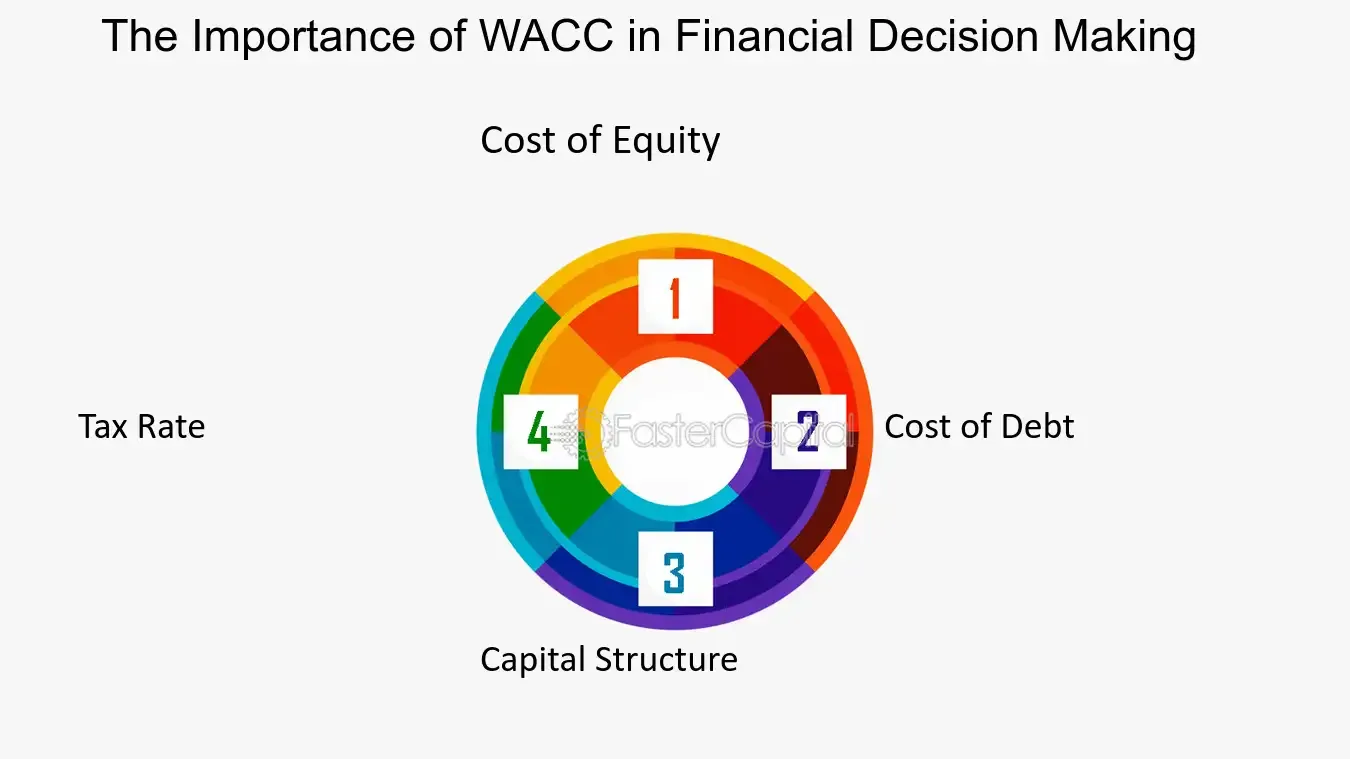 The Importance of WACC in Financial Decision Making
Cost of Equity
1
Tax Rate
4
FasterCapital
2
Cost of Debt
3
Capital Structure